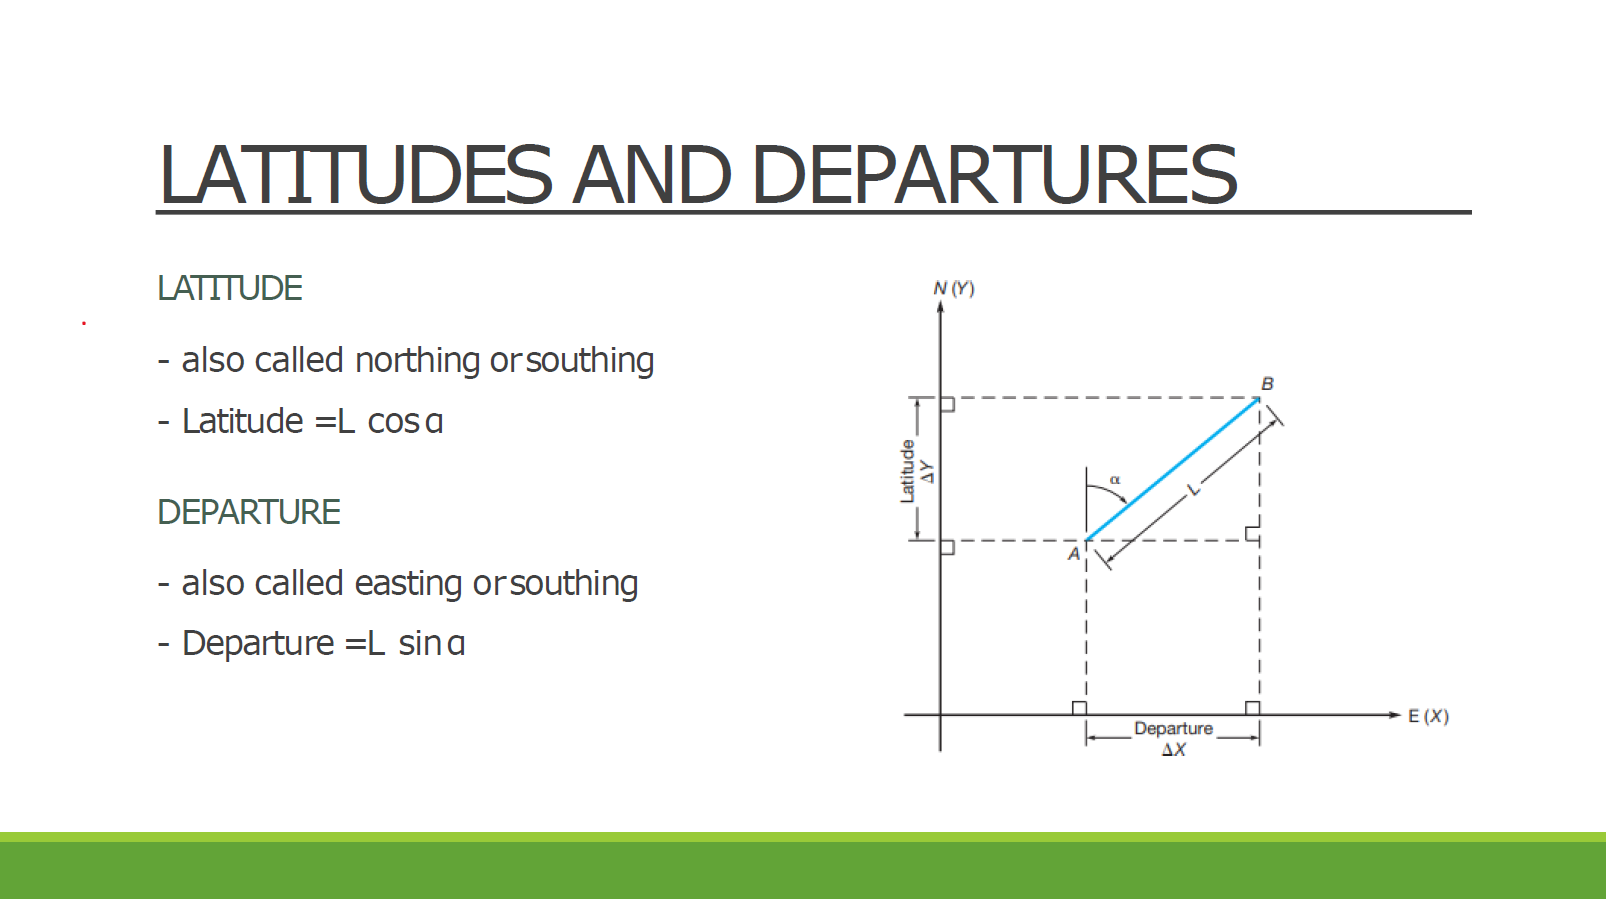 LATITUDES AND DEPARTURES
LATITUDE
- also called northing or southing
- Latitude =L cos α
DEPARTURE
- also called easting or southing
- Departure =L sin α
N (Y)
B
Latitude
ΔY
α
L
A
E (X)
Departure
ΔX